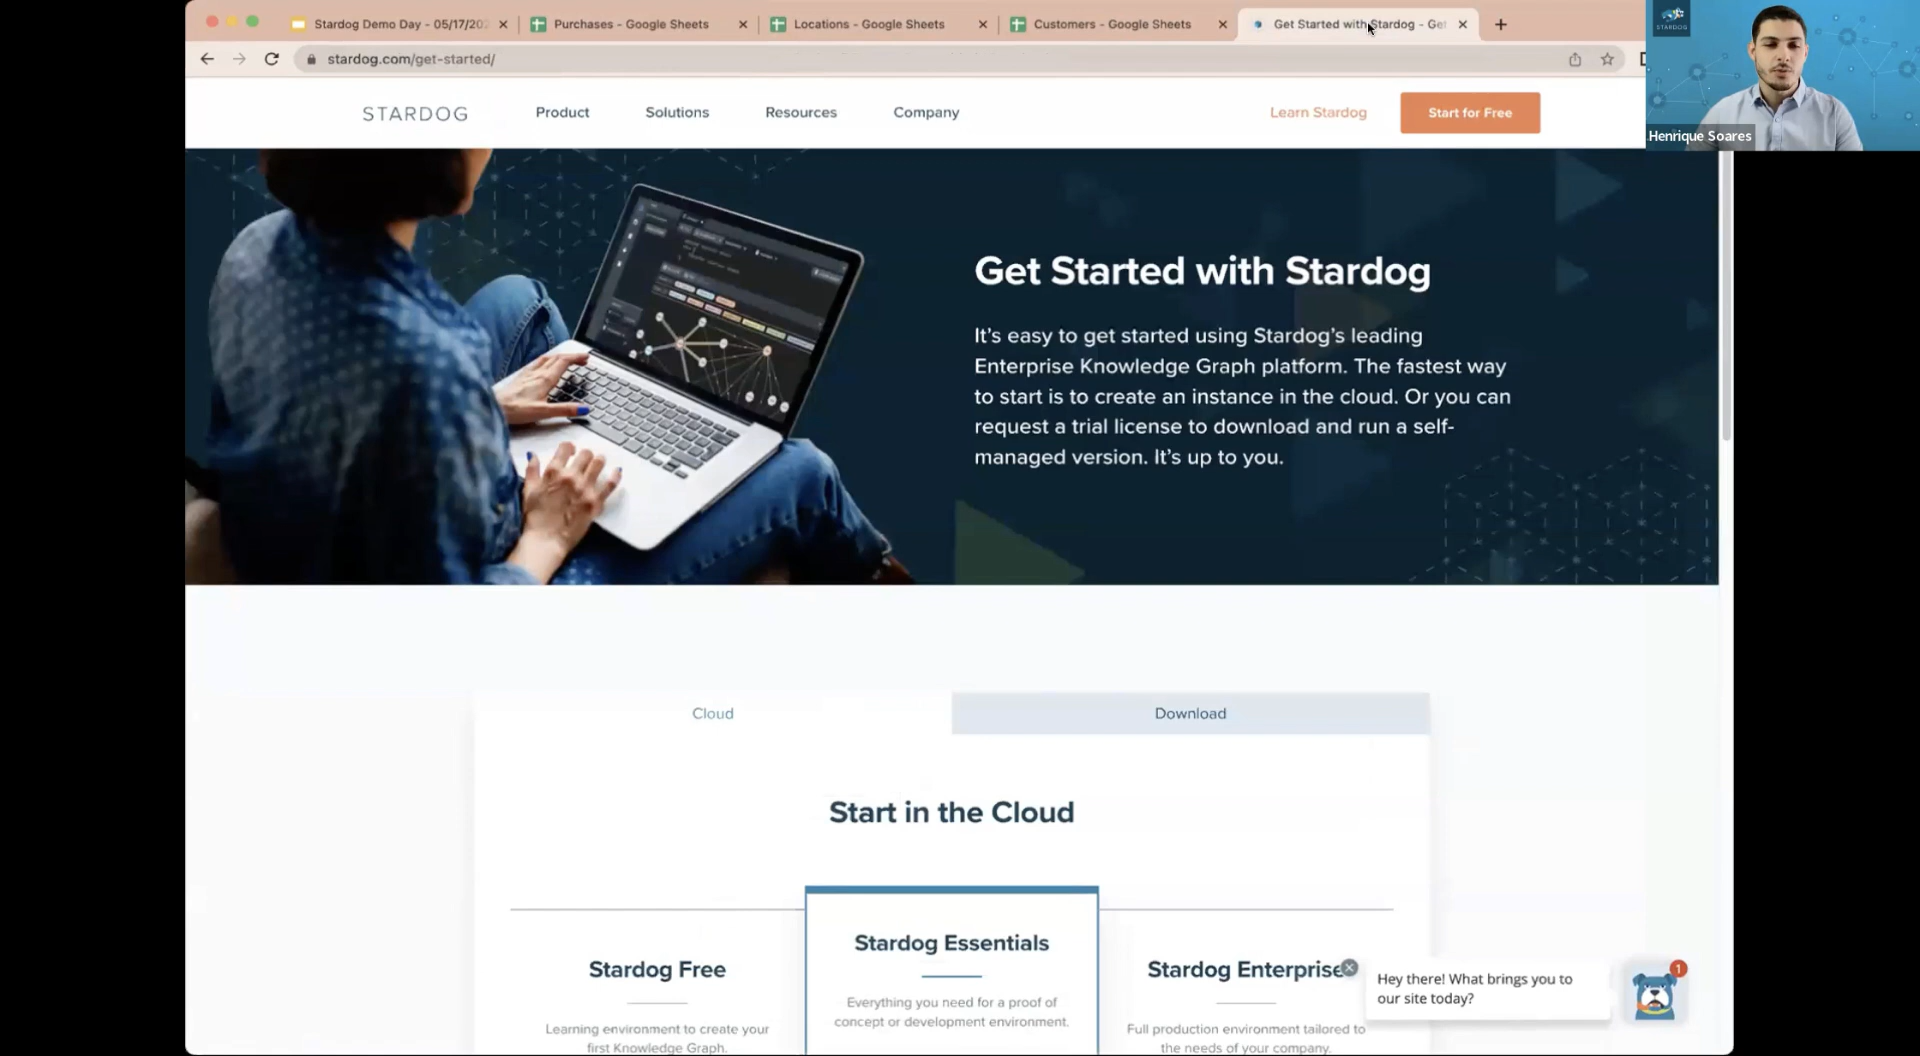 Stardog Demo Day - 05/17/202
Purchases - Google Sheets
Locations - Google Sheets
Customers - Google Sheets
Get Started with Stardog - Get
stardog.com/get-started/
STARDOG
Henrique Soares
STARDOG
Product
Solutions
Resources
Company
Learn Stardog
Start for Free
Get Started with Stardog
It's easy to get started using Stardog's leading
Enterprise Knowledge Graph platform. The fastest way
to start is to create an instance in the cloud. Or you can
request a trial license to download and run a self-
managed version. It's up to you.
Cloud
Download
Start in the Cloud
Stardog Free
Learning environment to create your
first Knowledge Graph.
Stardog Essentials
Everything you need for a proof of
concept or development environment.
Stardog Enterprise
Full production environment tailored to
the needs of your company.
Hey there! What brings you to
our site today?
1